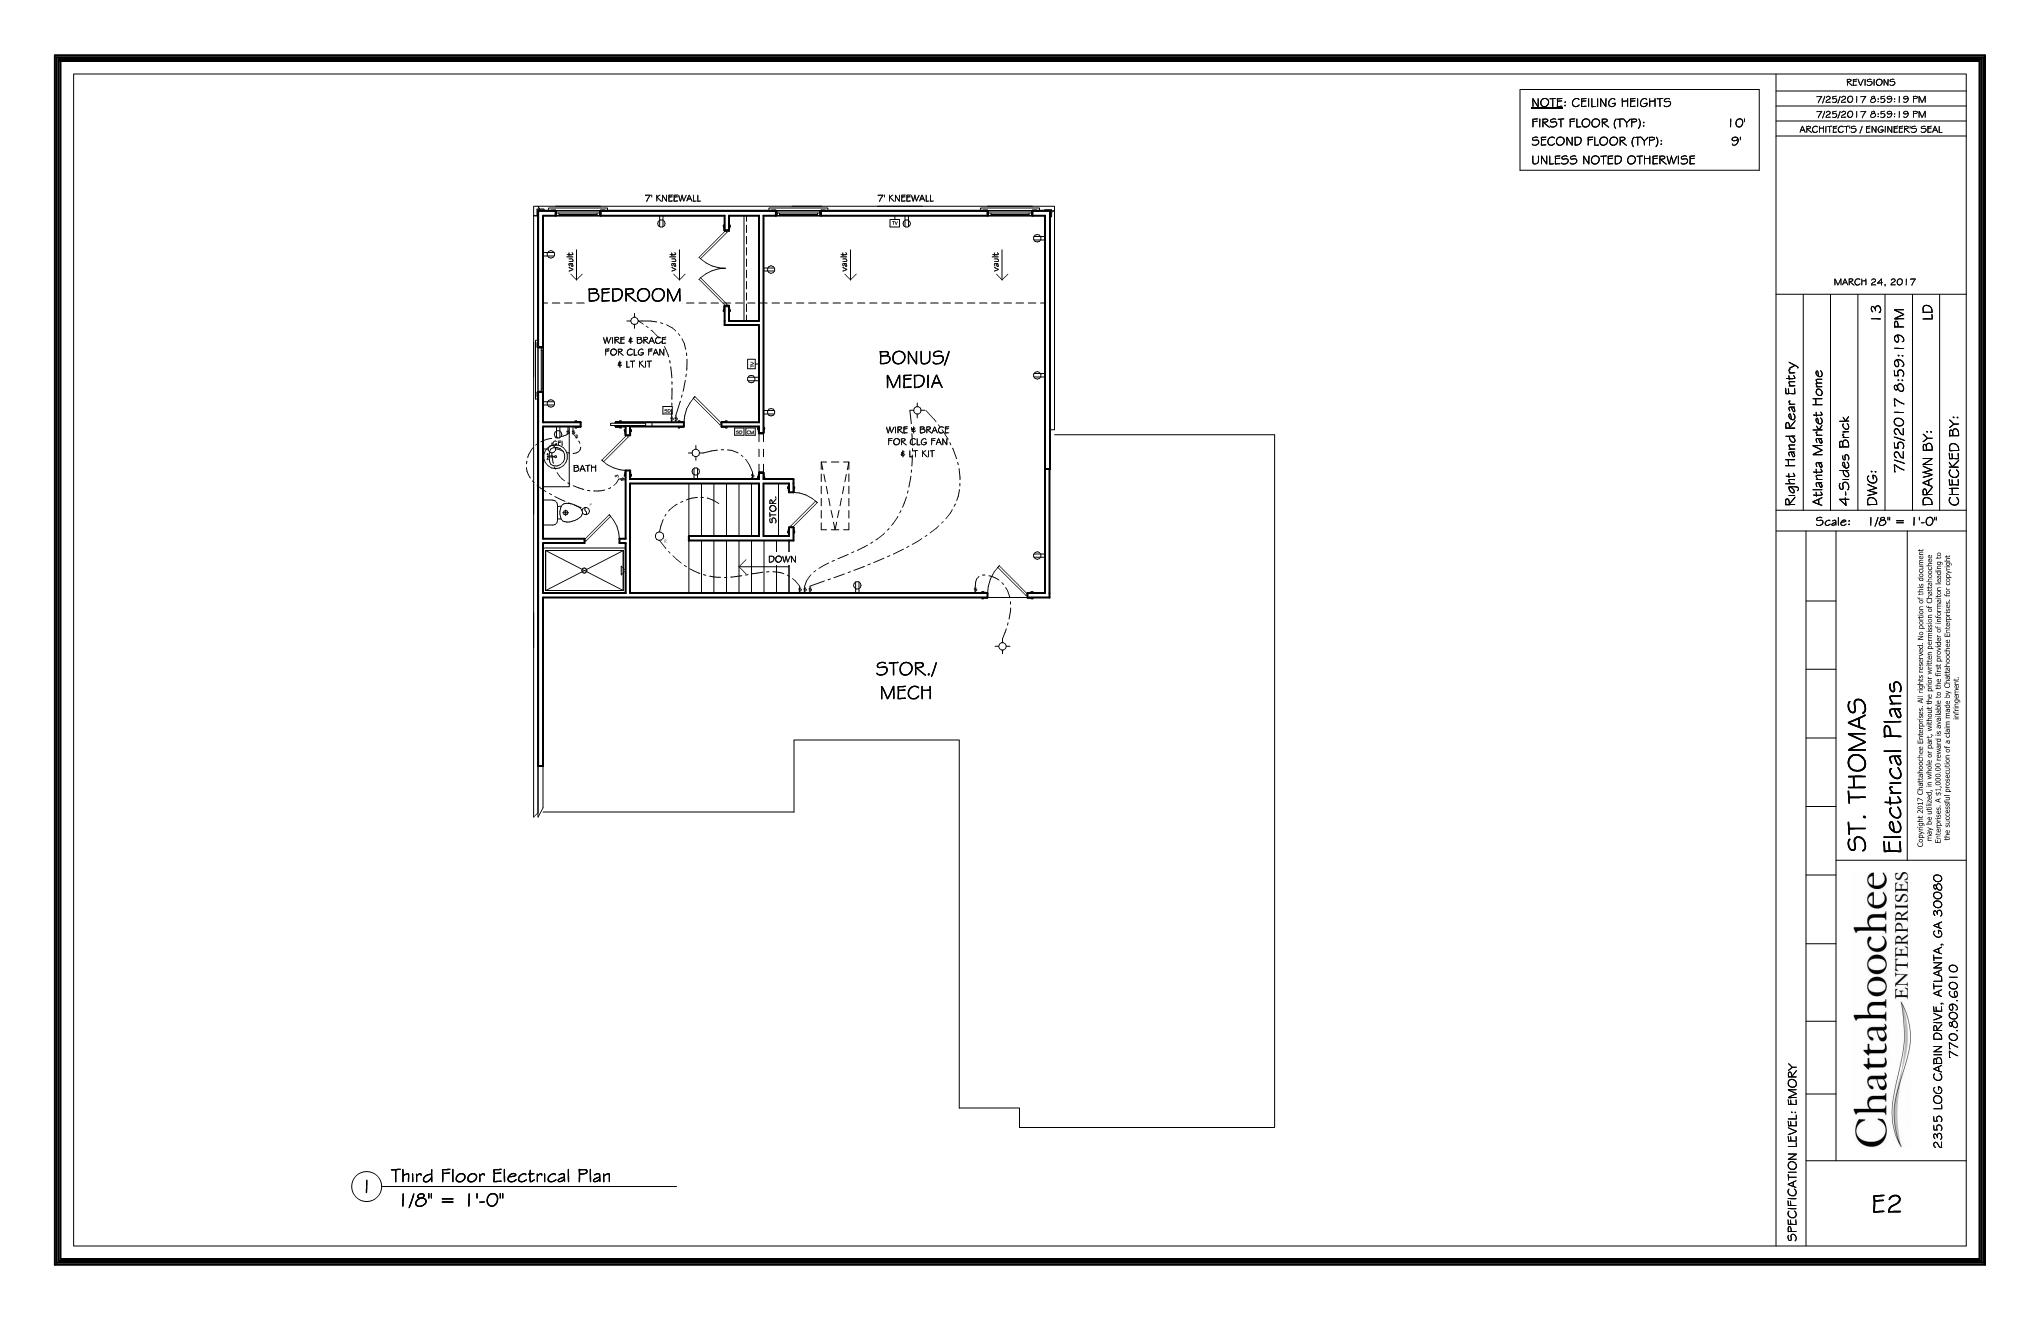 NOTE: CEILING HEIGHTS
FIRST FLOOR (TYP): 10'
SECOND FLOOR (TYP): 9'
UNLESS NOTED OTHERWISE
REVISIONS
7/25/2017 8:59:19 PM
7/25/2017 8:59:19 PM
ARCHITECT'S / ENGINEER'S SEAL
MARCH 24, 2017
Right Hand Rear Entry
Atlanta Market Home
4-Sides Brick
DWG: 13
7/25/2017 8:59:19 PM
DRAWN BY: LD
CHECKED BY:
Scale: 1/8" = 1'-0"
ST. THOMAS
Electrical Plans
Copyright 2017 Chattahoochee Enterprises. All rights reserved. No portion of this document
may be utilized, in whole or part, without the prior written permission of Chattahoochee
Enterprises. A $1,000.00 reward is available to the first provider of informaiton leading to
the successful prosecution of a claim made by Chattahoochee Enterprises. for copyright
infringement.
Chattahoochee
ENTERPRISES
2355 LOG CABIN DRIVE, ATLANTA, GA 30080
770.809.6010
SPECIFICATION LEVEL: EMORY
E2
7' KNEEWALL
7' KNEEWALL
TV
vault
vault
vault
vault
BEDROOM
WIRE & BRACE
FOR CLG FAN
& LT KIT
TV
SD
BONUS/
MEDIA
WIRE & BRACE
FOR CLG FAN
& LT KIT
SD
CM
GFI
BATH
STOR.
DOWN
STOR./
MECH
1
Third Floor Electrical Plan
1/8" = 1'-0"